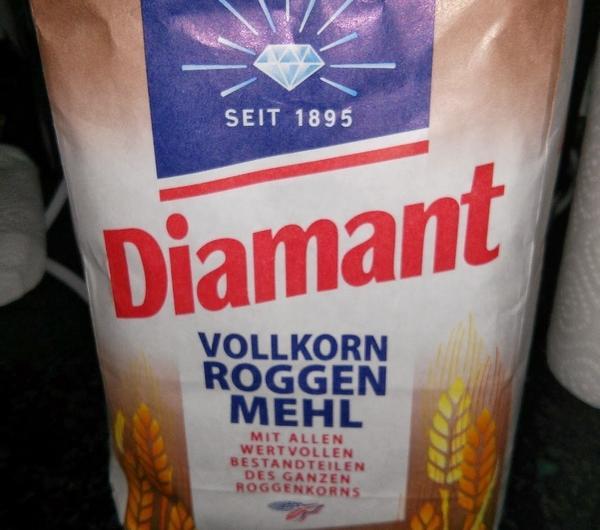 SEIT 1895
Diamant
VOLLKORN
ROGGEN
MEHL
MIT ALLEN
WERTVOLLEN
BESTANDTEILEN
DES GANZEN
ROGGENKORNS